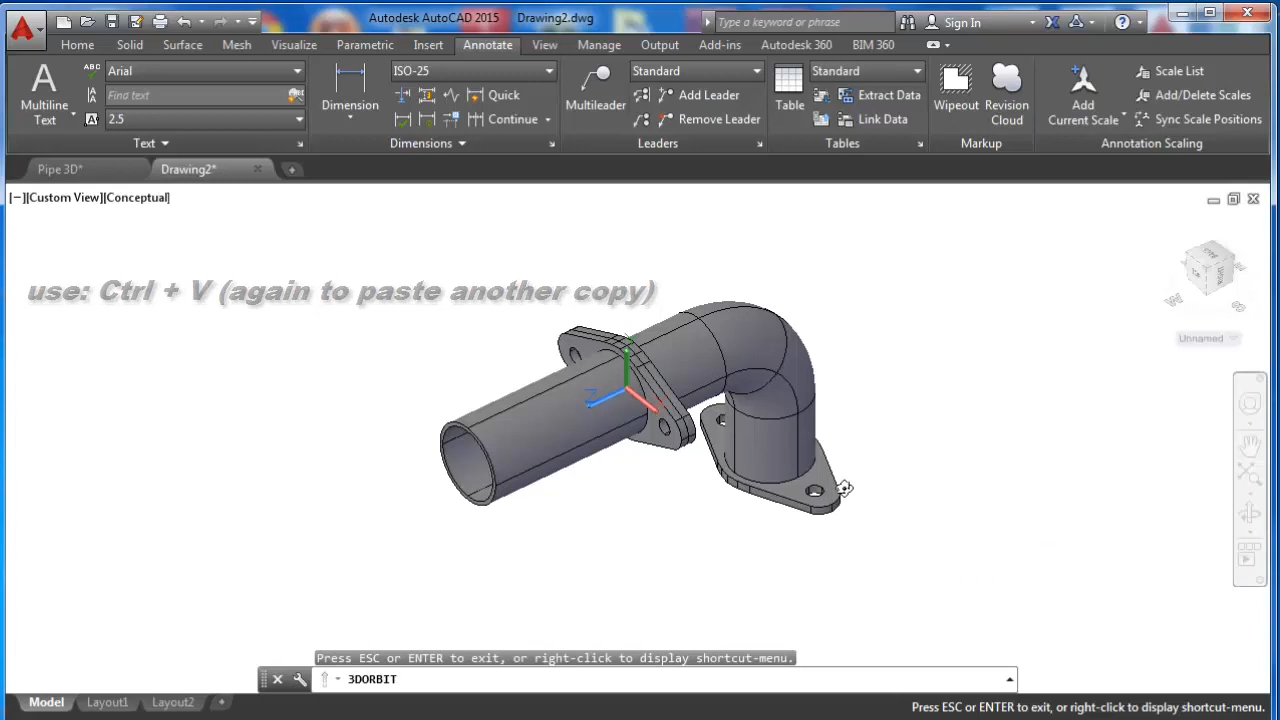 Autodesk AutoCAD 2015 Drawing2.dwg
Type a keyword or phrase
Sign In
Home Solid Surface Mesh Visualize Parametric Insert Annotate View Manage Output Add-ins Autodesk 360 BIM 360
A
Multiline
Text
ABC
Arial
Find text
2.5
Text
Dimension
ISO-25
Quick
Continue
Dimensions
Multileader
Standard
Add Leader
Remove Leader
Leaders
Table
Standard
Extract Data
Link Data
Tables
Wipeout
Revision
Cloud
Markup
Add
Current Scale
Scale List
Add/Delete Scales
Sync Scale Positions
Annotation Scaling
Pipe 3D*
Drawing2*
[−][Custom View][Conceptual]
use: Ctrl + V (again to paste another copy)
Unnamed
Z
Press ESC or ENTER to exit, or right-click to display shortcut-menu.
3DORBIT
Model Layout1 Layout2
Press ESC or ENTER to exit, or right-click to display shortcut-menu.